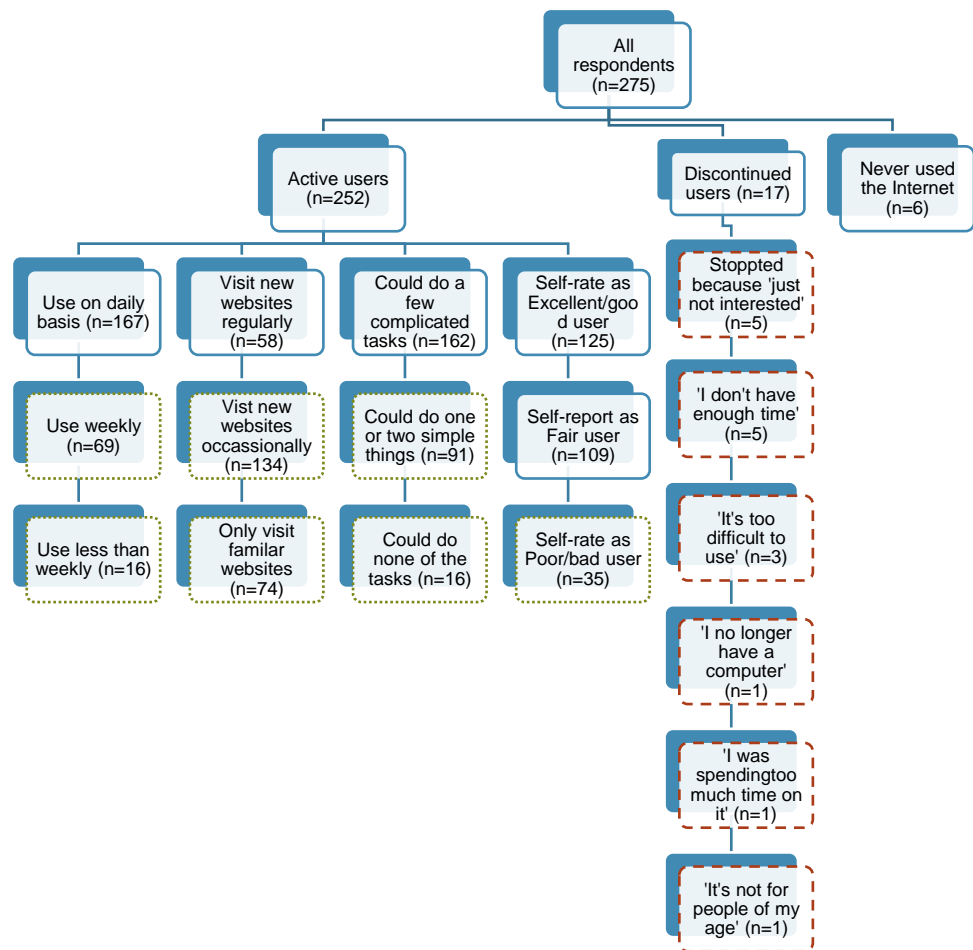 All
respondents
(n=275)
Active users
(n=252)
Discontinued
users (n=17)
Never used
the Internet
(n=6)
Use on daily
basis (n=167)
Visit new
websites
regularly
(n=58)
Could do a
few
complicated
tasks (n=162)
Self-rate as
Excellent/goo
d user
(n=125)
Stoppted
because 'just
not interested'
(n=5)
Use weekly
(n=69)
Vist new
websites
occassionally
(n=134)
Could do one
or two simple
things (n=91)
Self-report as
Fair user
(n=109)
'I don't have
enough time'
(n=5)
Use less than
weekly (n=16)
Only visit
familar
websites
(n=74)
Could do
none of the
tasks (n=16)
Self-rate as
Poor/bad user
(n=35)
'It's too
difficult to
use' (n=3)
'I no longer
have a
computer'
(n=1)
'I was
spendingtoo
much time on
it' (n=1)
'It's not for
people of my
age' (n=1)